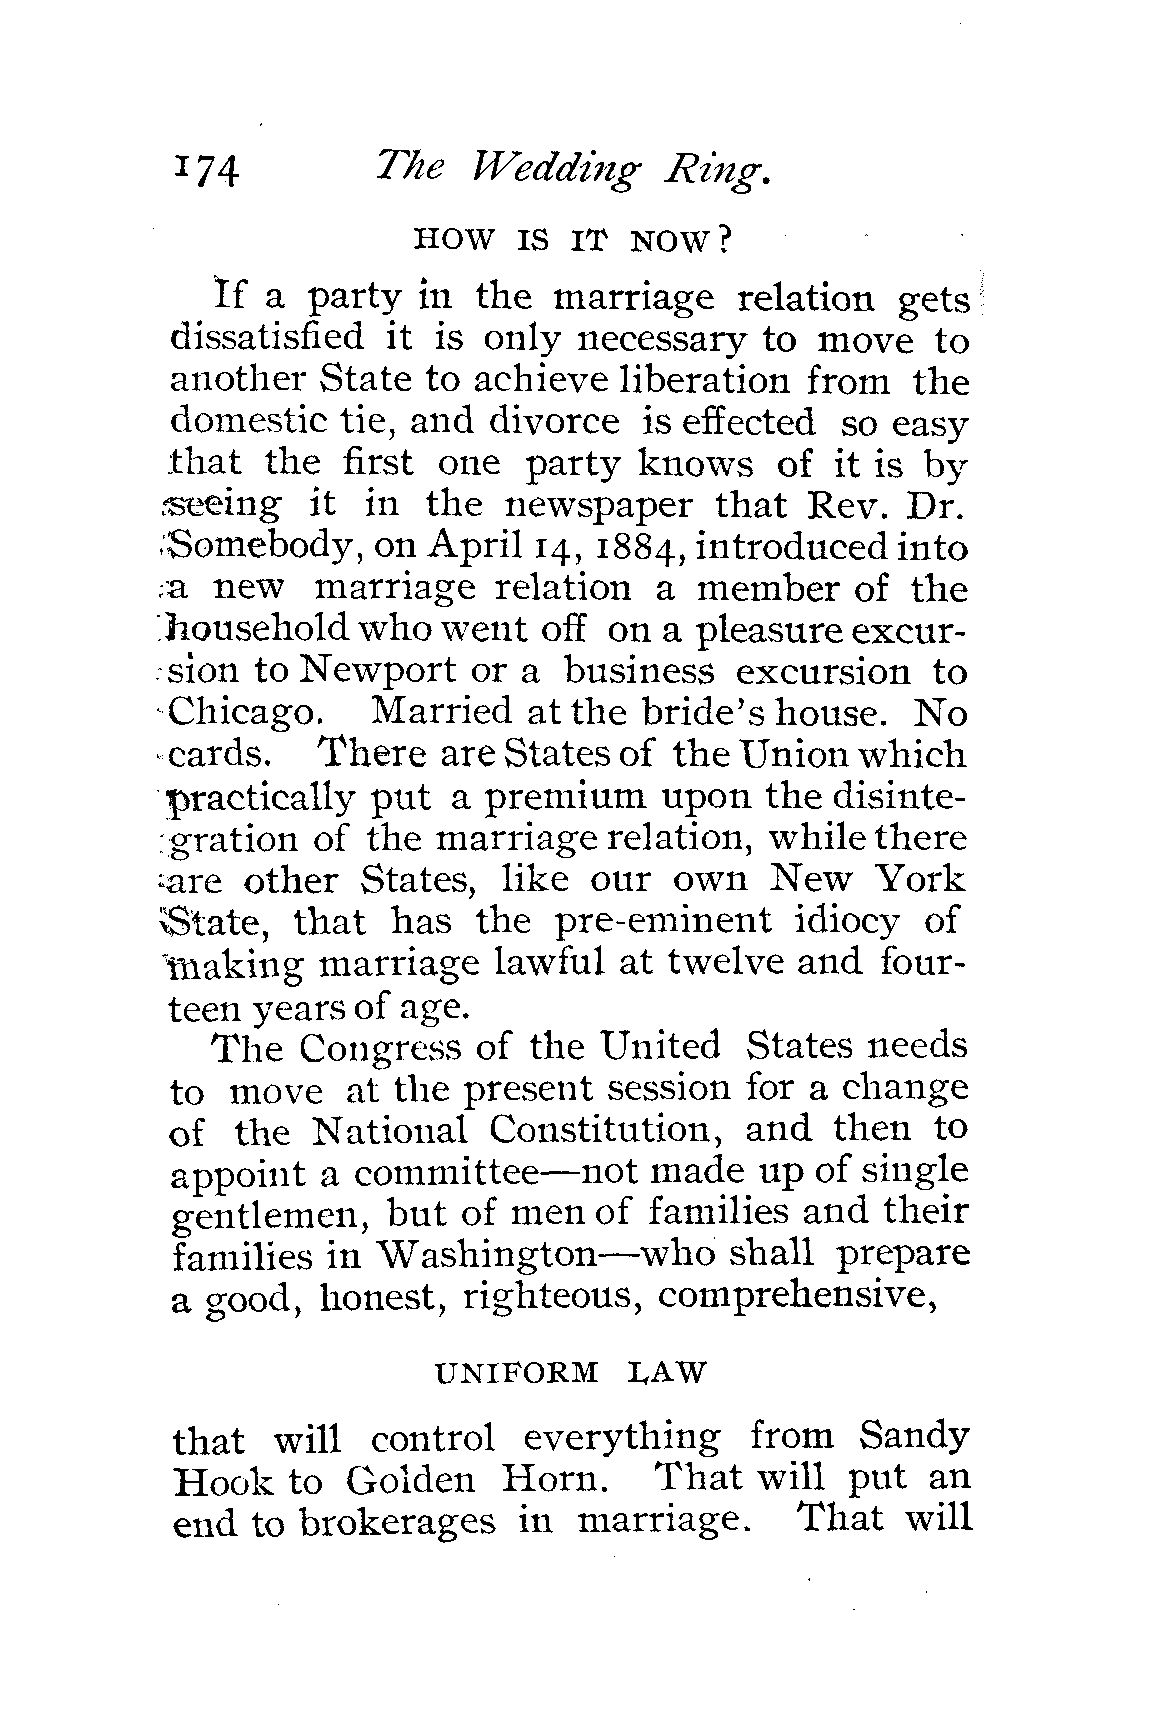 174 The Wedding Ring.
HOW IS IT NOW?
If a party in the marriage relation gets
dissatisfied it is only necessary to move to
another State to achieve liberation from the
domestic tie, and divorce is effected so easy
that the first one party knows of it is by
seeing it in the newspaper that Rev. Dr.
Somebody, on April 14, 1884, introduced into
a new marriage relation a member of the
household who went off on a pleasure excur-
sion to Newport or a business excursion to
Chicago. Married at the bride's house. No
cards. There are States of the Union which
practically put a premium upon the disinte-
gration of the marriage relation, while there
are other States, like our own New York
State, that has the pre-eminent idiocy of
making marriage lawful at twelve and four-
teen years of age.
The Congress of the United States needs
to move at the present session for a change
of the National Constitution, and then to
appoint a committee—not made up of single
gentlemen, but of men of families and their
families in Washington—who shall prepare
a good, honest, righteous, comprehensive,
UNIFORM LAW
that will control everything from Sandy
Hook to Golden Horn. That will put an
end to brokerages in marriage. That will